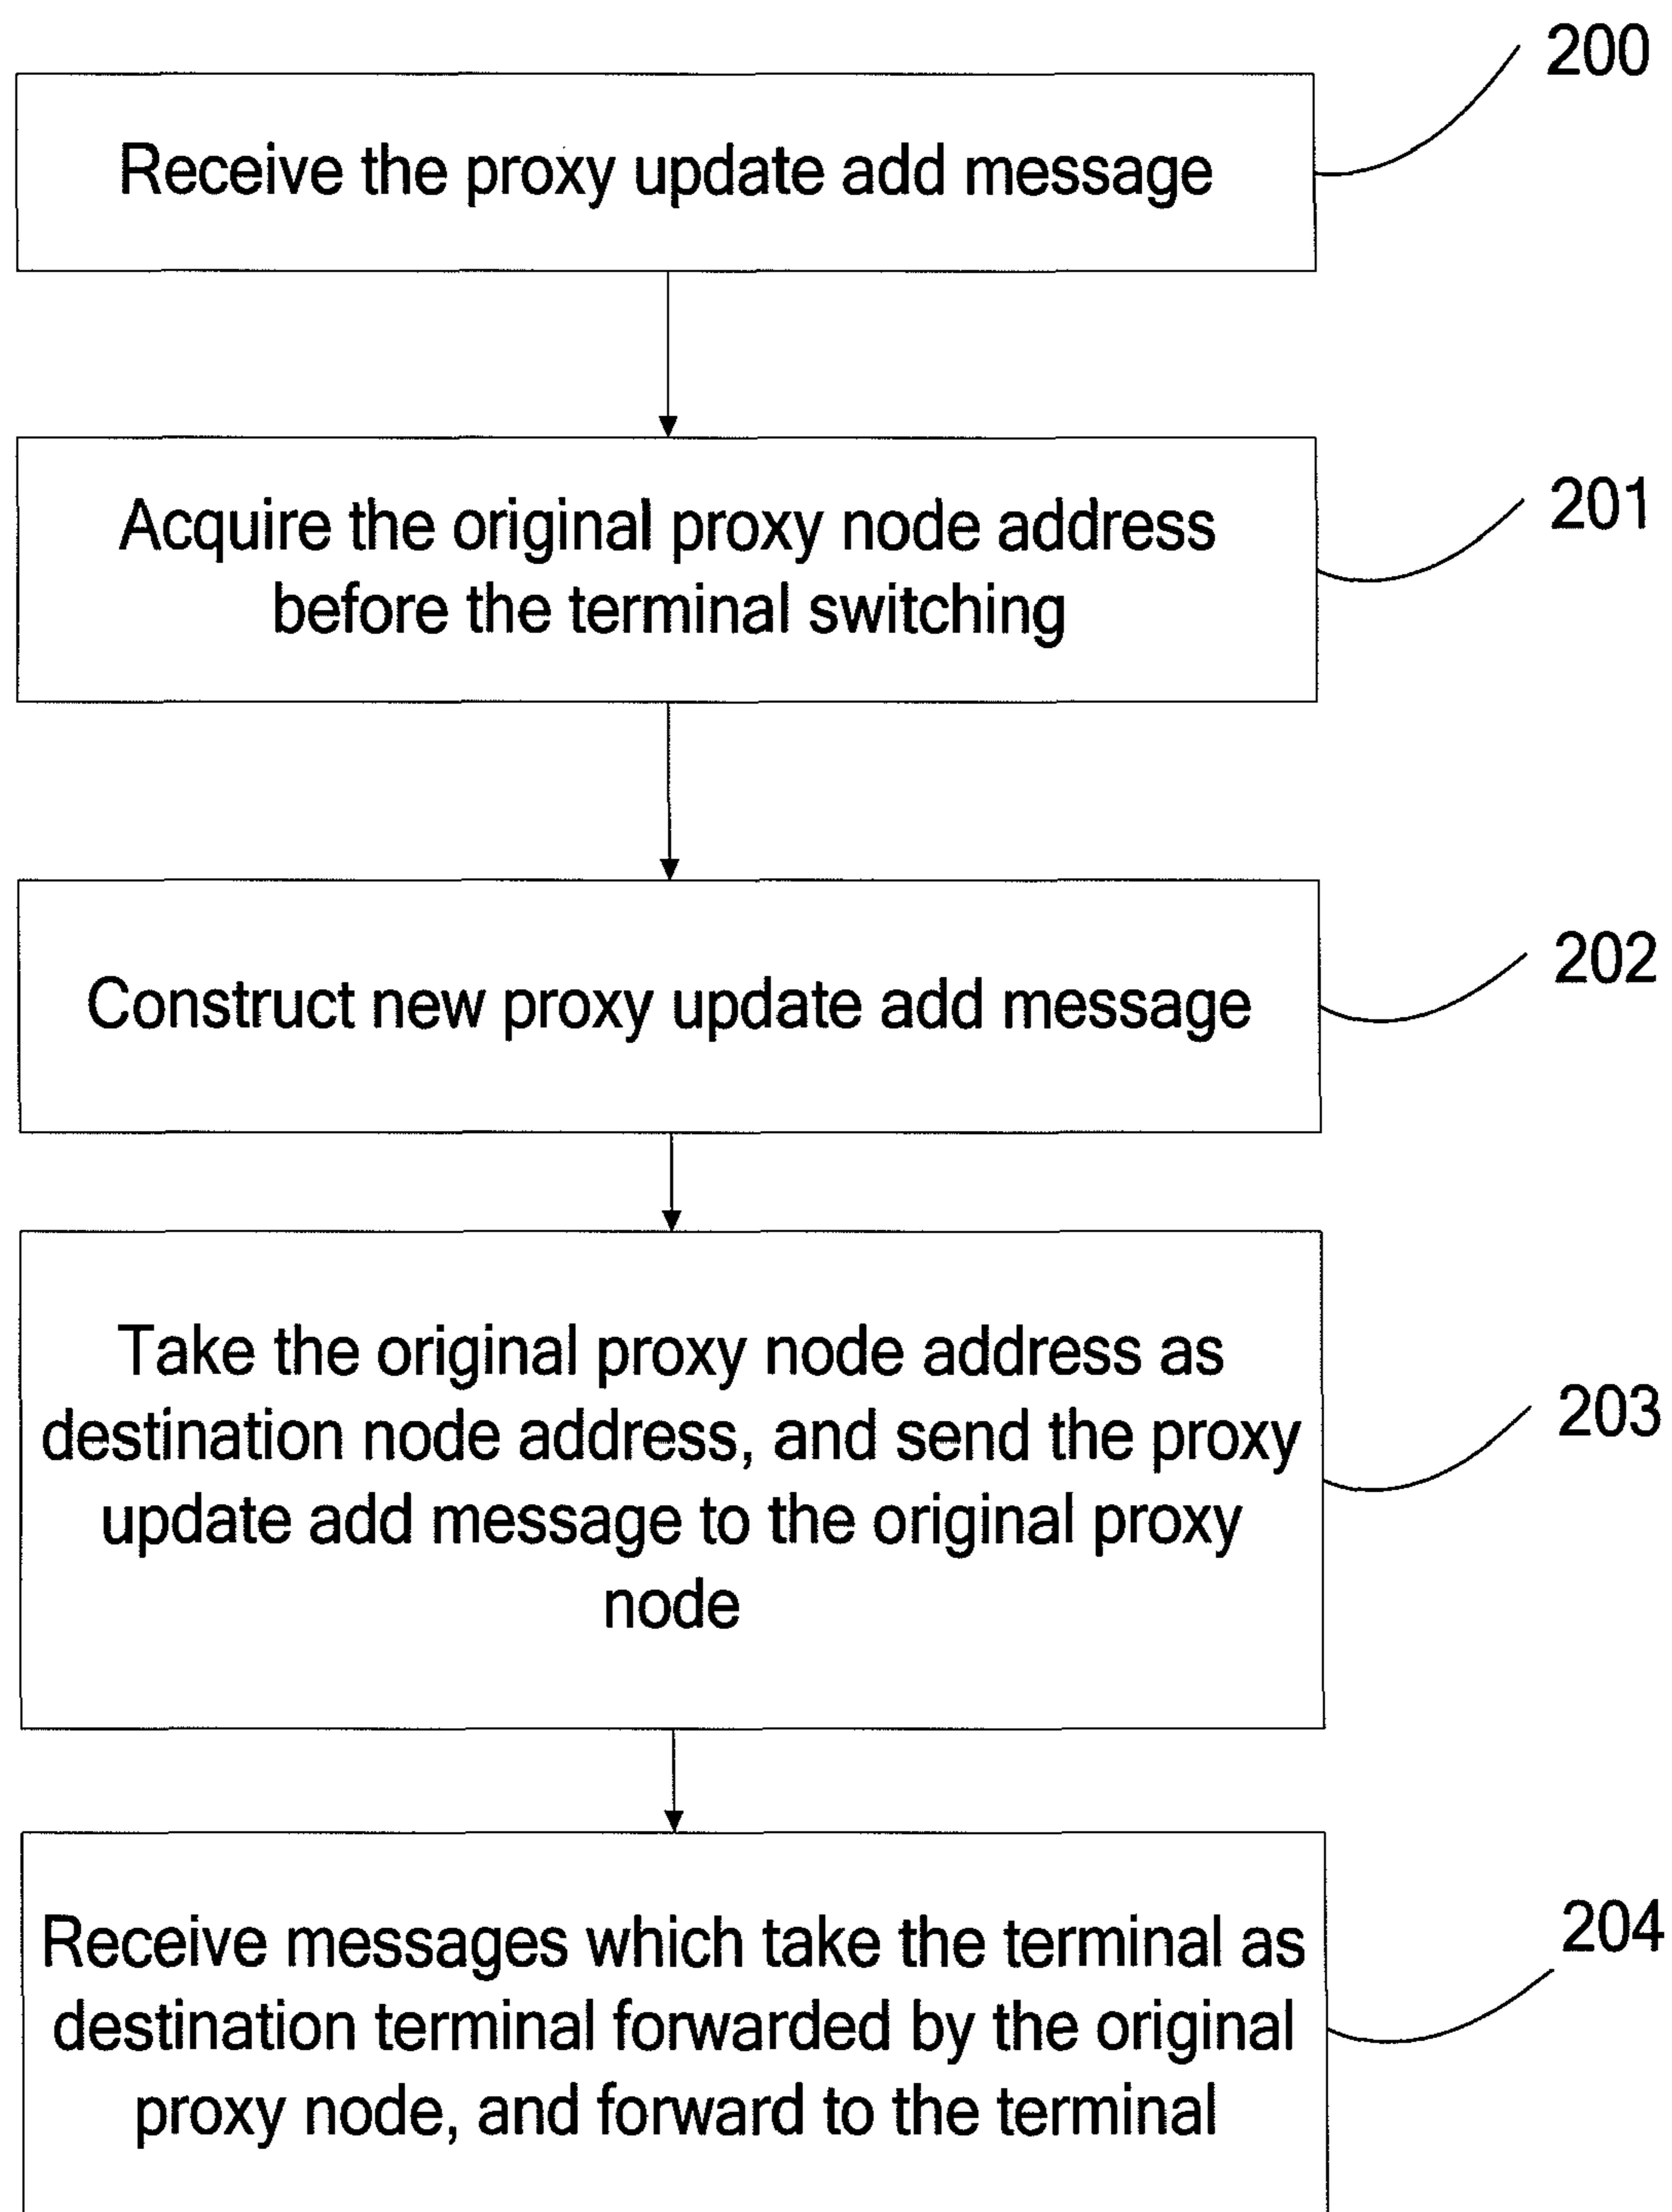 200
Receive the proxy update add message
201
Acquire the original proxy node address
before the terminal switching
202
Construct new proxy update add message
203
Take the original proxy node address as
destination node address, and send the proxy
update add message to the original proxy
node
204
Receive messages which take the terminal as
destination terminal forwarded by the original
proxy node, and forward to the terminal